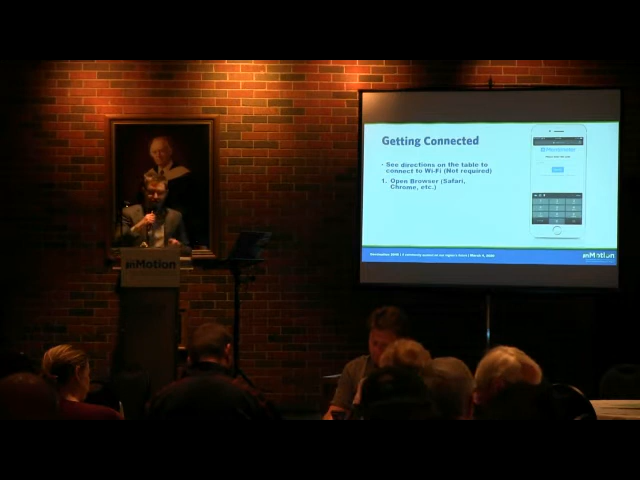 Getting Connected
• See directions on the table to
connect to Wi-Fi (Not required)
1. Open Browser (Safari,
Chrome, etc.)
mMotion
mMotion